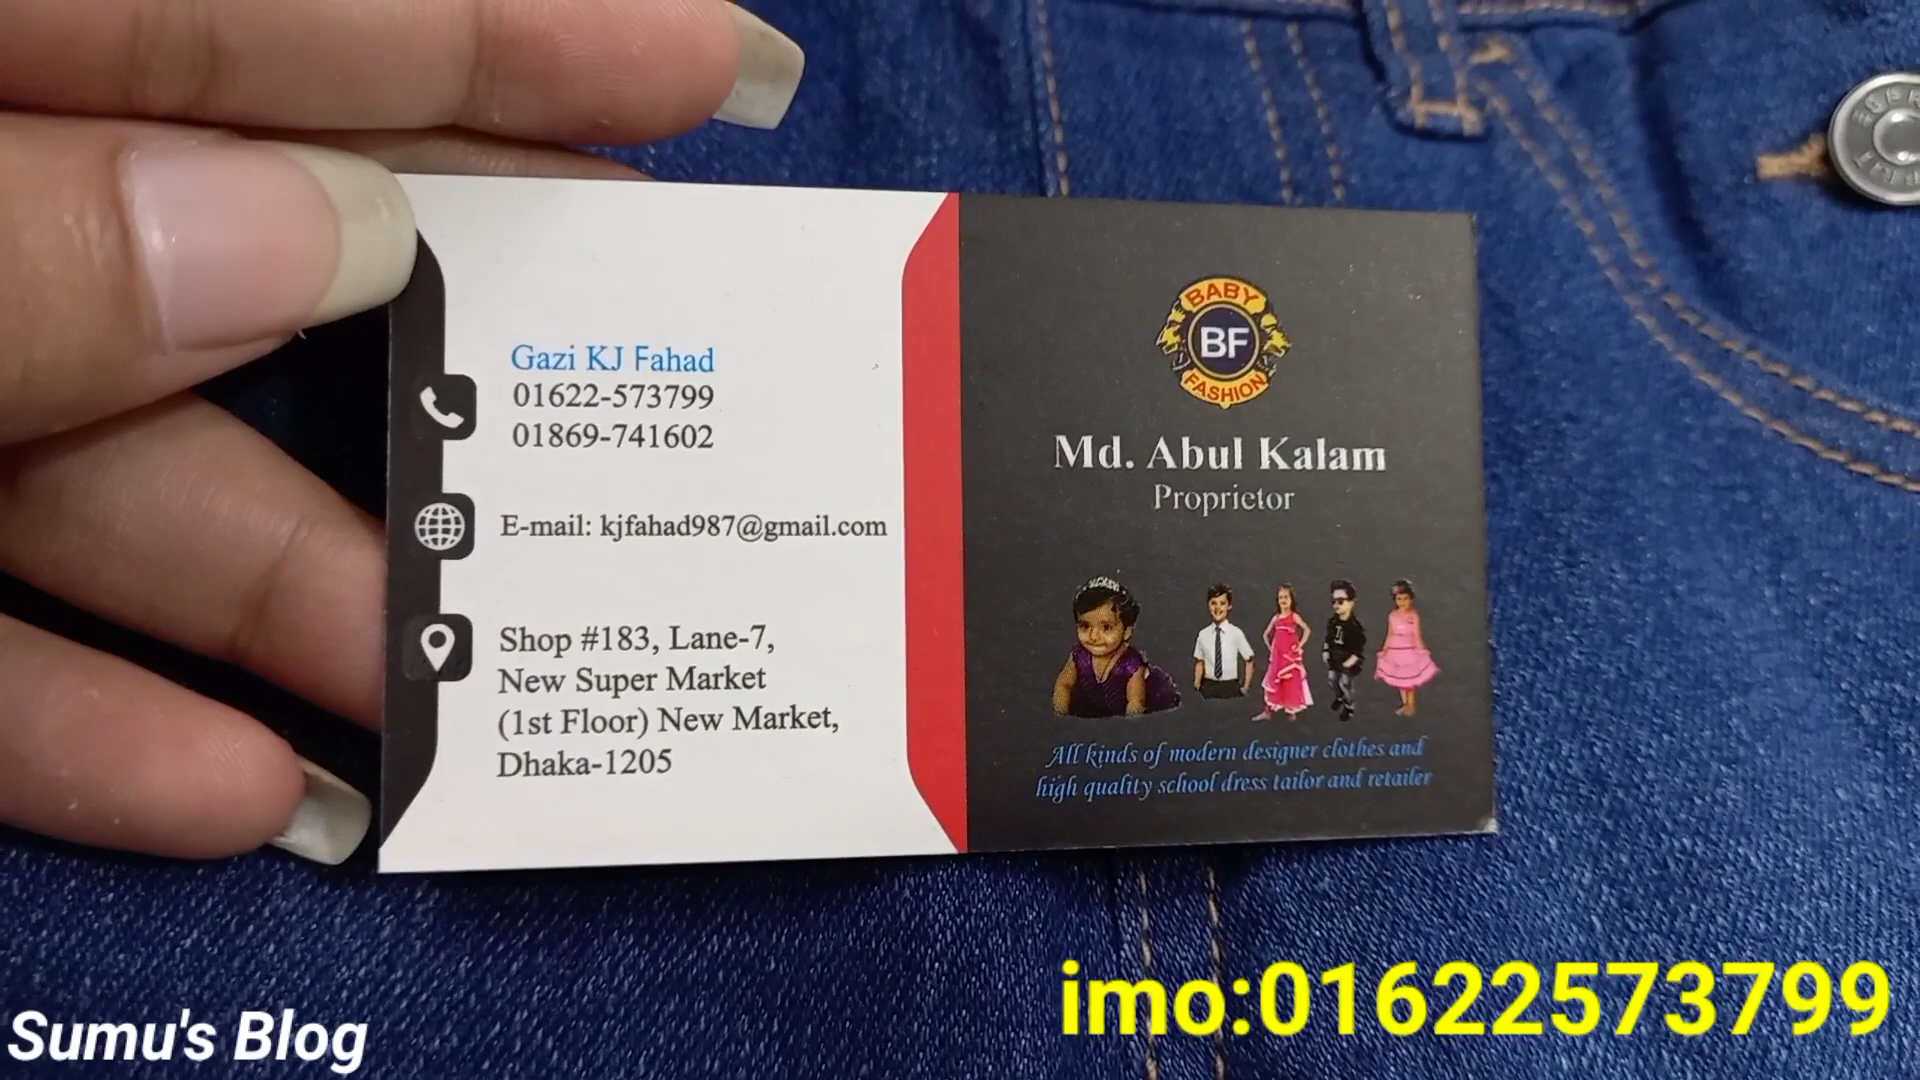 Gazi KJ Fahad
01622-573799
01869-741602
E-mail: kjfahad987@gmail.com
Shop #183, Lane-7,
New Super Market
(1st Floor) New Market,
Dhaka-1205
BABY
BF
FASHION
Md. Abul Kalam
Proprietor
All kinds of modern designer clothes and
high quality school dress tailor and retailer
imo:01622573799
Sumu's Blog